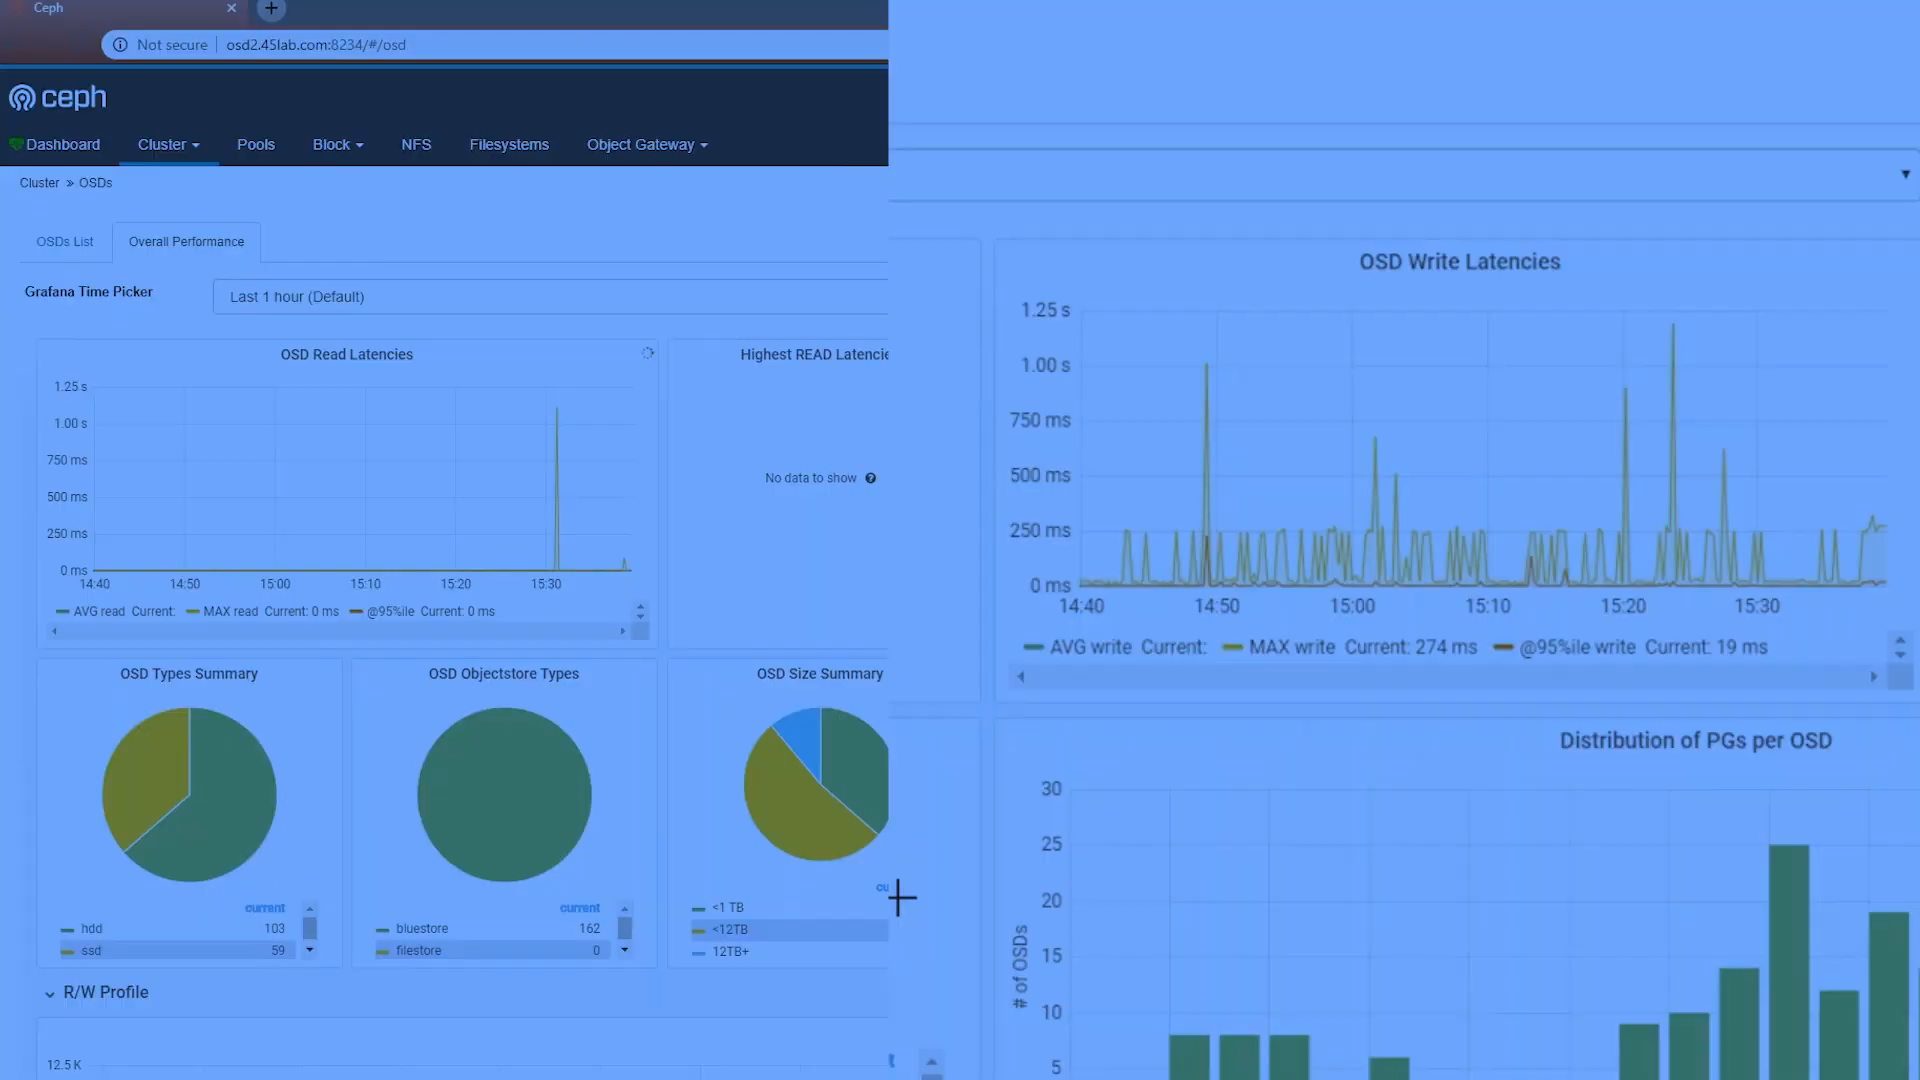 Ceph
Not secure
osd2.45lab.com:8234/#/osd
ceph
Dashboard
Cluster
Pools
Block
NFS
Filesystems
Object Gateway
Cluster » OSDs
OSDs List
Overall Performance
Grafana Time Picker
Last 1 hour (Default)
OSD Read Latencies
1.25 s
1.00 s
750 ms
500 ms
250 ms
0 ms
14:40
14:50
15:00
15:10
15:20
15:30
AVG read Current:
MAX read Current: 0 ms
@95%ile Current: 0 ms
Highest READ Latencie
No data to show
OSD Write Latencies
1.25 s
1.00 s
750 ms
500 ms
250 ms
0 ms
14:40
14:50
15:00
15:10
15:20
15:30
AVG write Current:
MAX write Current: 274 ms
@95%ile write Current: 19 ms
OSD Types Summary
current
hdd 103
ssd 59
OSD Objectstore Types
current
bluestore 162
filestore 0
OSD Size Summary
cu
<1 TB
<12TB
12TB+
Distribution of PGs per OSD
# of OSDs
30
25
20
15
10
5
R/W Profile
12.5 K